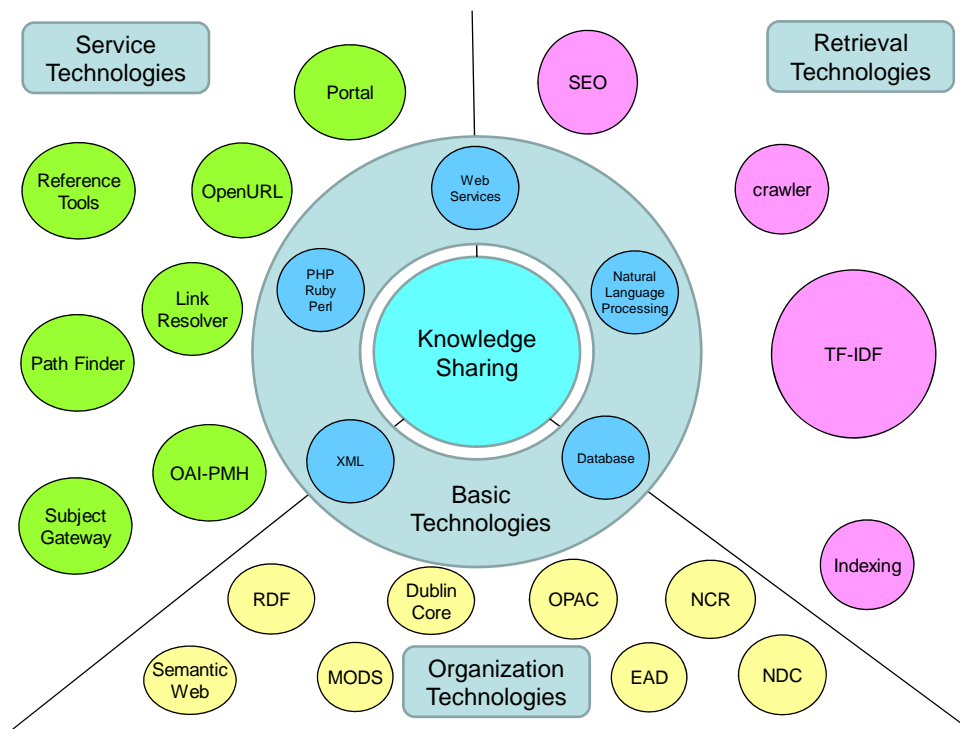 Service
Technologies
Retrieval
Technologies
Portal
SEO
Reference
Tools
OpenURL
Web
Services
crawler
PHP
Ruby
Perl
Natural
Language
Processing
Link
Resolver
Knowledge
Sharing
Path Finder
TF-IDF
XML
Database
OAI-PMH
Basic
Technologies
Subject
Gateway
Indexing
RDF
Dublin
Core
OPAC
NCR
Semantic
Web
MODS
Organization
Technologies
EAD
NDC